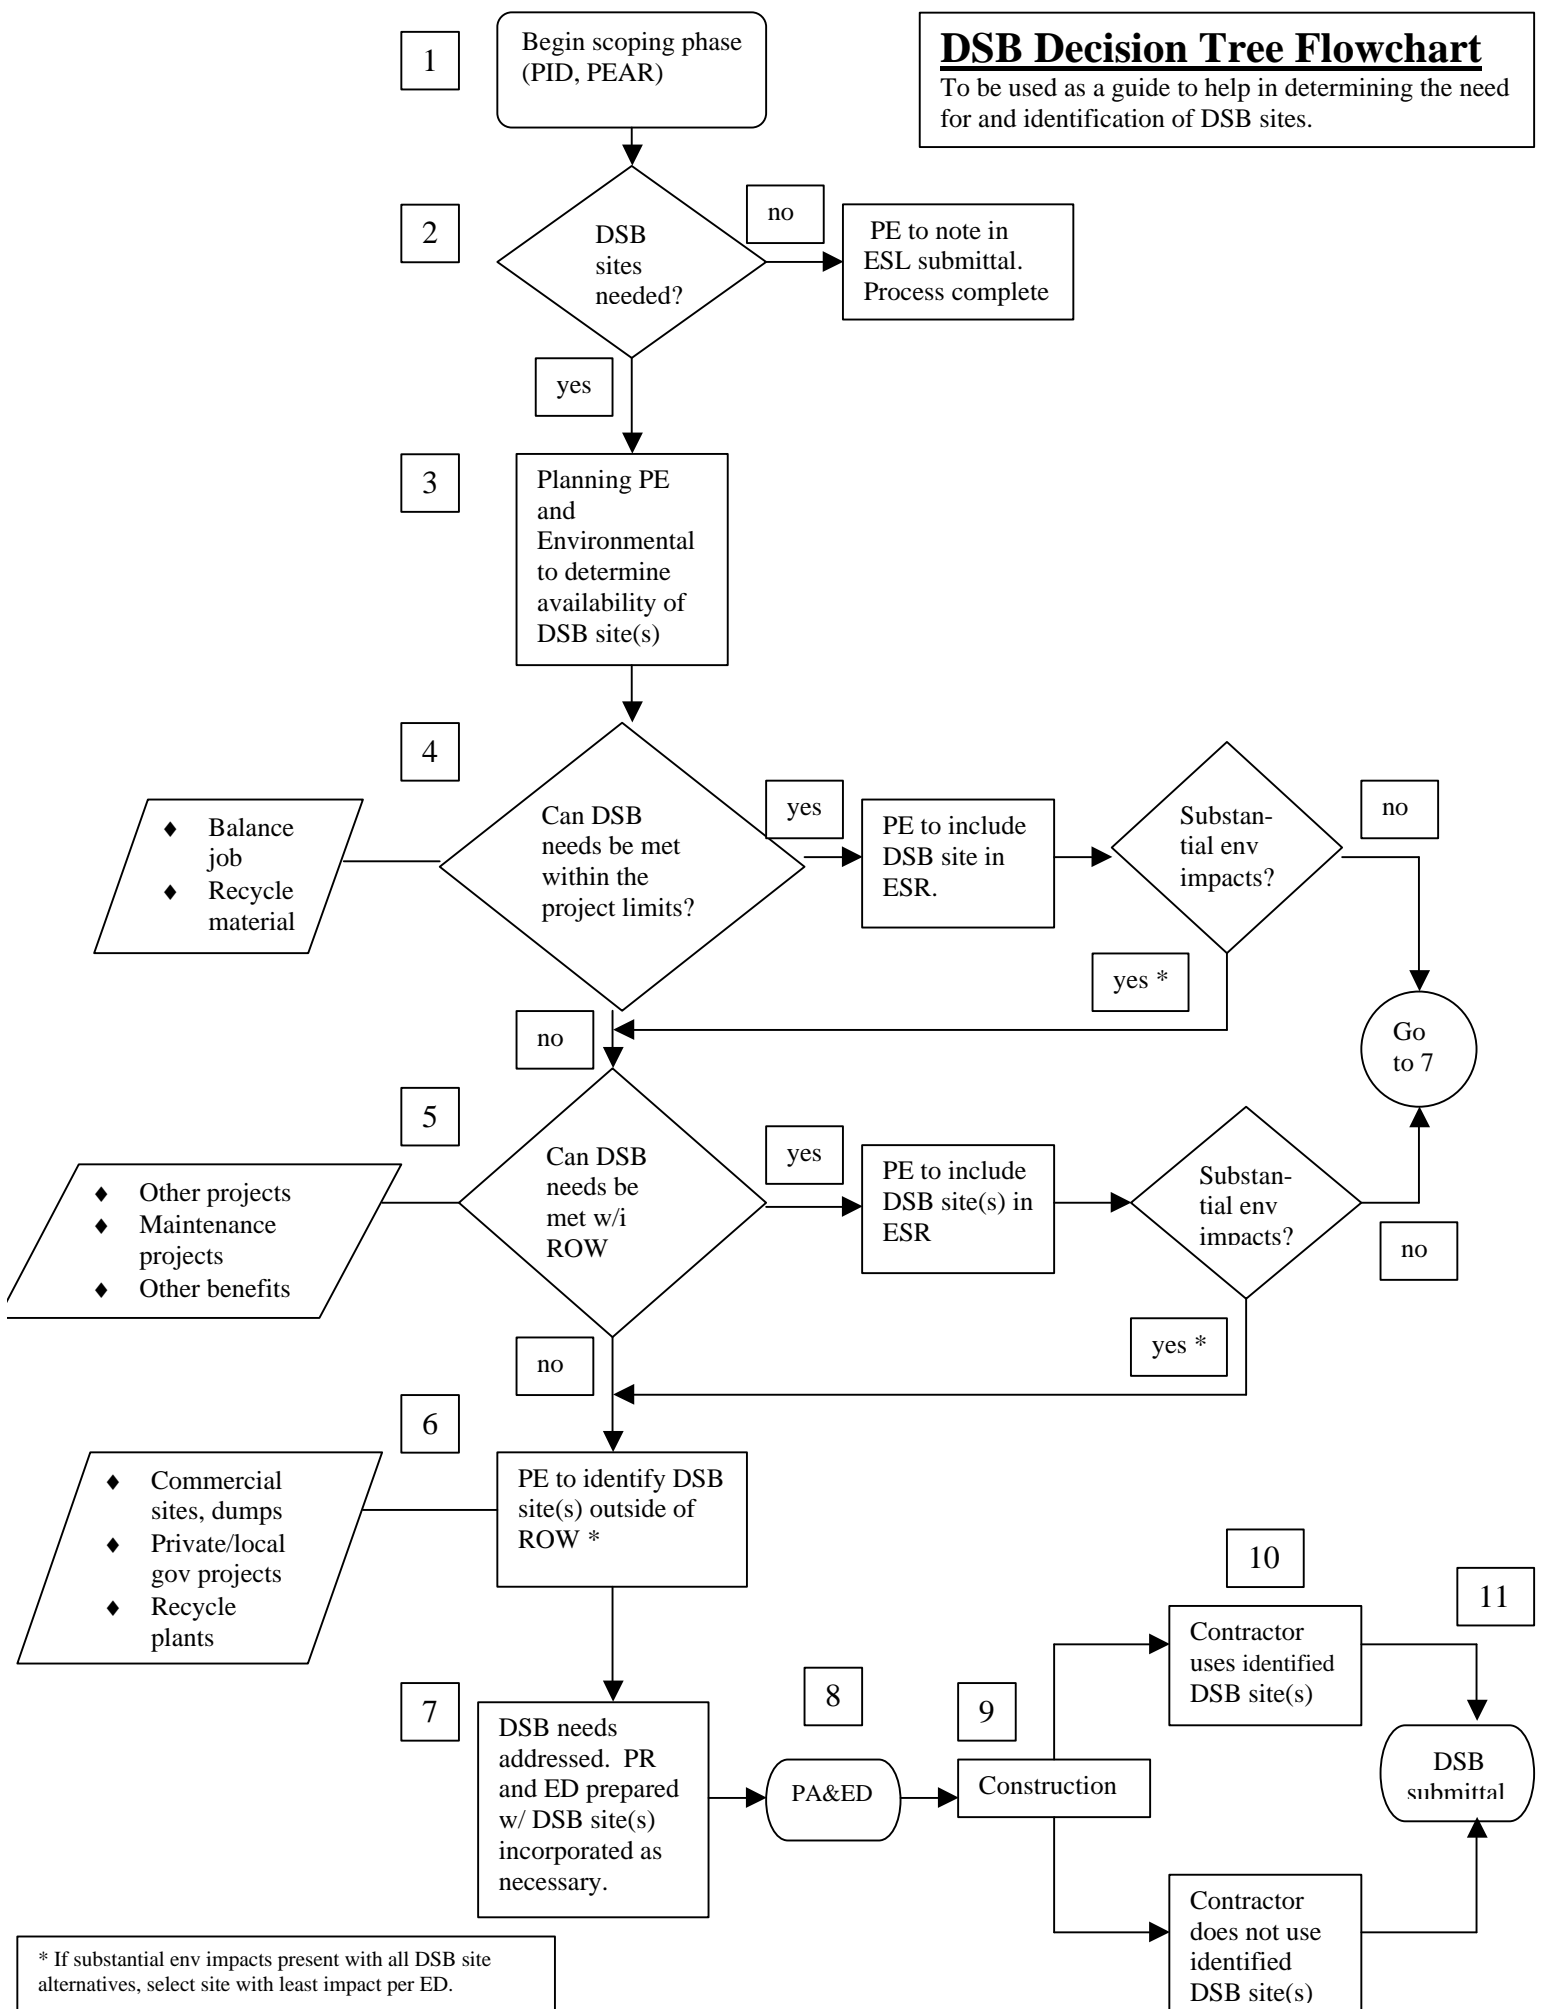 1
Begin scoping phase
(PID, PEAR)
DSB Decision Tree Flowchart
To be used as a guide to help in determining the need
for and identification of DSB sites.
2
DSB
sites
needed?
no
PE to note in
ESL submittal.
Process complete
yes
3
Planning PE
and
Environmental
to determine
availability of
DSB site(s)
4
♦ Balance
job
♦ Recycle
material
Can DSB
needs be met
within the
project limits?
yes
PE to include
DSB site in
ESR.
Substan-
tial env
impacts?
no
yes *
no
Go
to 7
5
♦ Other projects
♦ Maintenance
projects
♦ Other benefits
Can DSB
needs be
met w/i
ROW
yes
PE to include
DSB site(s) in
ESR
Substan-
tial env
impacts?
no
yes *
no
6
♦ Commercial
sites, dumps
♦ Private/local
gov projects
♦ Recycle
plants
PE to identify DSB
site(s) outside of
ROW *
7
DSB needs
addressed. PR
and ED prepared
w/ DSB site(s)
incorporated as
necessary.
8
PA&ED
9
Construction
10
Contractor
uses identified
DSB site(s)
11
DSB
submittal
Contractor
does not use
identified
DSB site(s)
* If substantial env impacts present with all DSB site
alternatives, select site with least impact per ED.